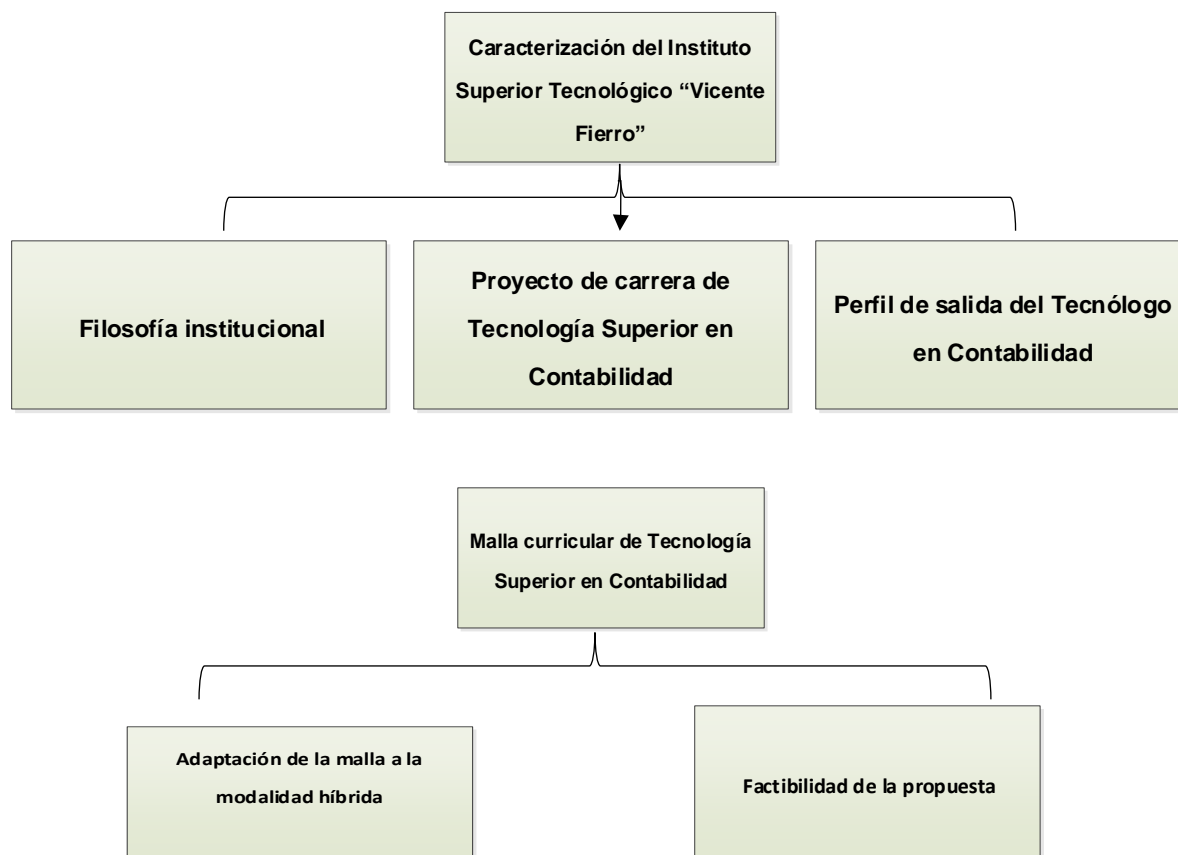 Caracterización del Instituto
Superior Tecnológico “Vicente
Fierro”
Filosofía institucional
Proyecto de carrera de
Tecnología Superior en
Contabilidad
Perfil de salida del Tecnólogo
en Contabilidad
Malla curricular de Tecnología
Superior en Contabilidad
Adaptación de la malla a la
modalidad híbrida
Factibilidad de la propuesta